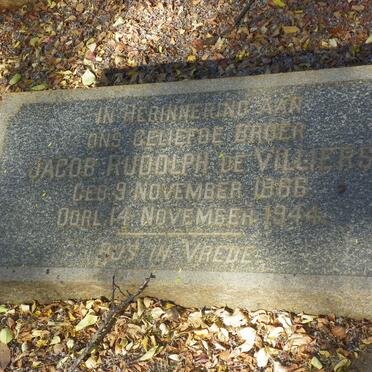 IN HERINNERING AAN
ONS GELIEFDE BROER
JACOB RUDOLPH DE VILLIERS
GEB. 9 NOVEMBER 1866
OORL. 14 NOVEMBER 1944
RUS IN VREDE.